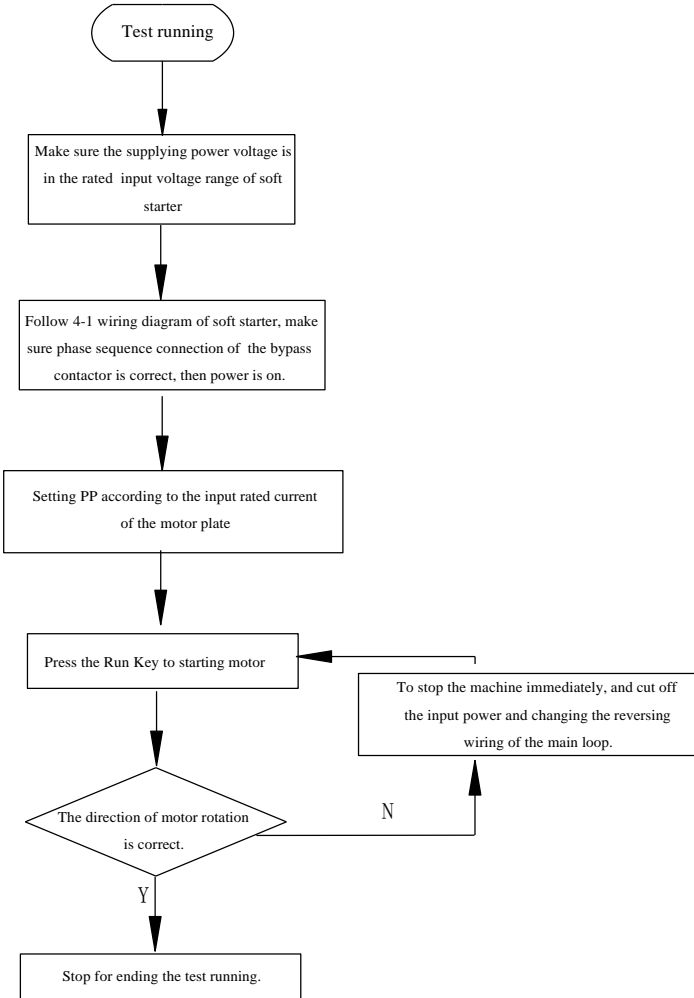 Test running
Make sure the supplying power voltage is
in the rated input voltage range of soft
starter
Follow 4-1 wiring diagram of soft starter, make
sure phase sequence connection of the bypass
contactor is correct, then power is on.
Setting PP according to the input rated current
of the motor plate
Press the Run Key to starting motor
To stop the machine immediately, and cut off
the input power and changing the reversing
wiring of the main loop.
The direction of motor rotation
is correct.
N
Y
Stop for ending the test running.